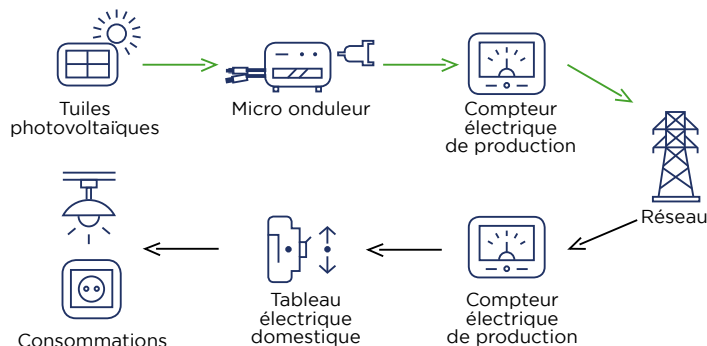 Tuiles
photovoltaïques
Micro onduleur
Compteur
électrique
de production
Réseau
Compteur
électrique
de production
Tableau
électrique
domestique
Consommations